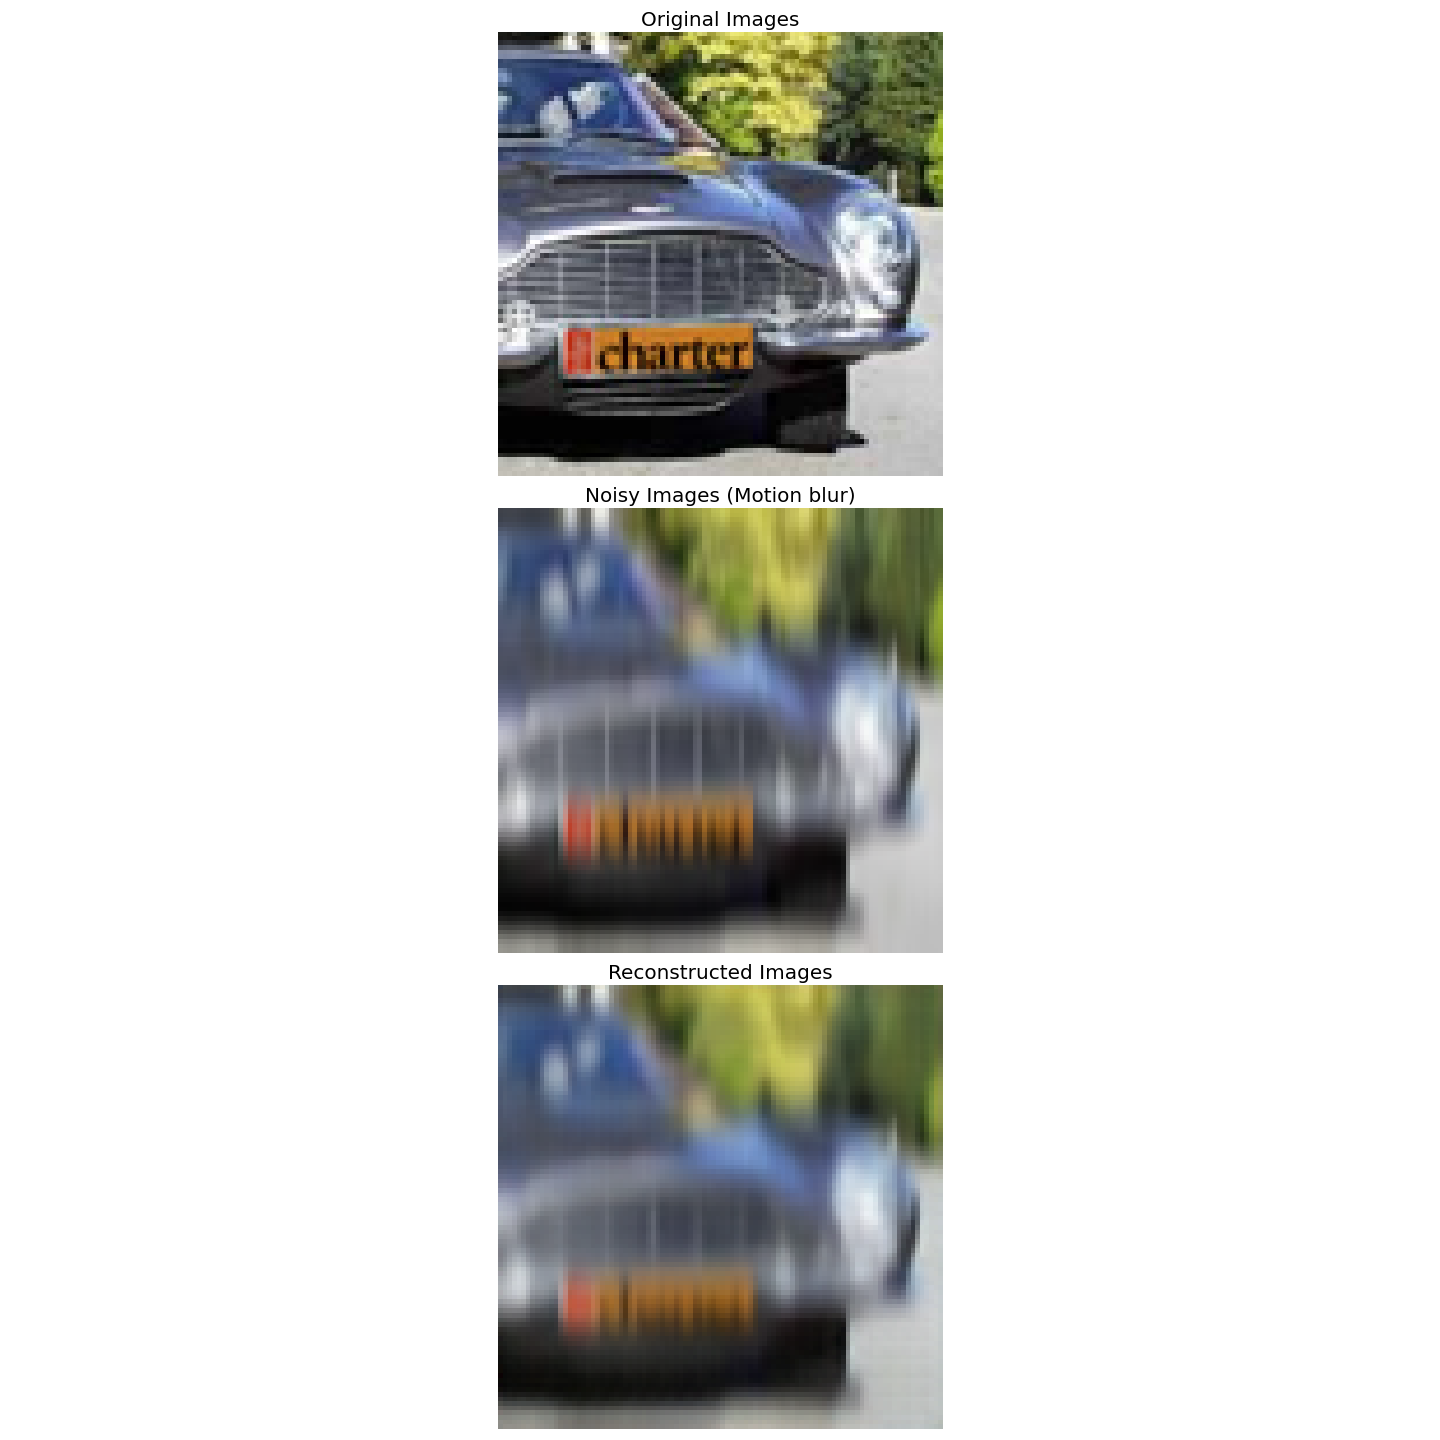 Original Images
charter
Noisy Images (Motion blur)
Reconstructed Images